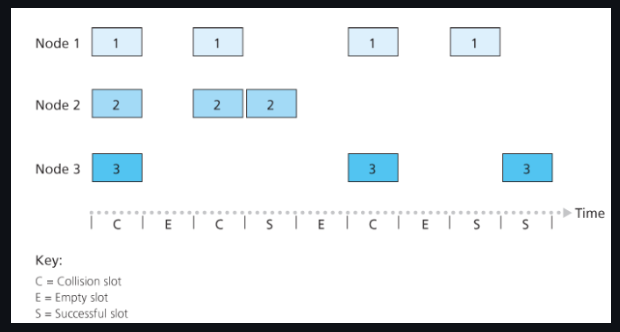 Node 1 1 1 1 1
Node 2 2 2 2
Node 3 3 3 3
Time
C E C S E C E S S
Key:
C = Collision slot
E = Empty slot
S = Successful slot